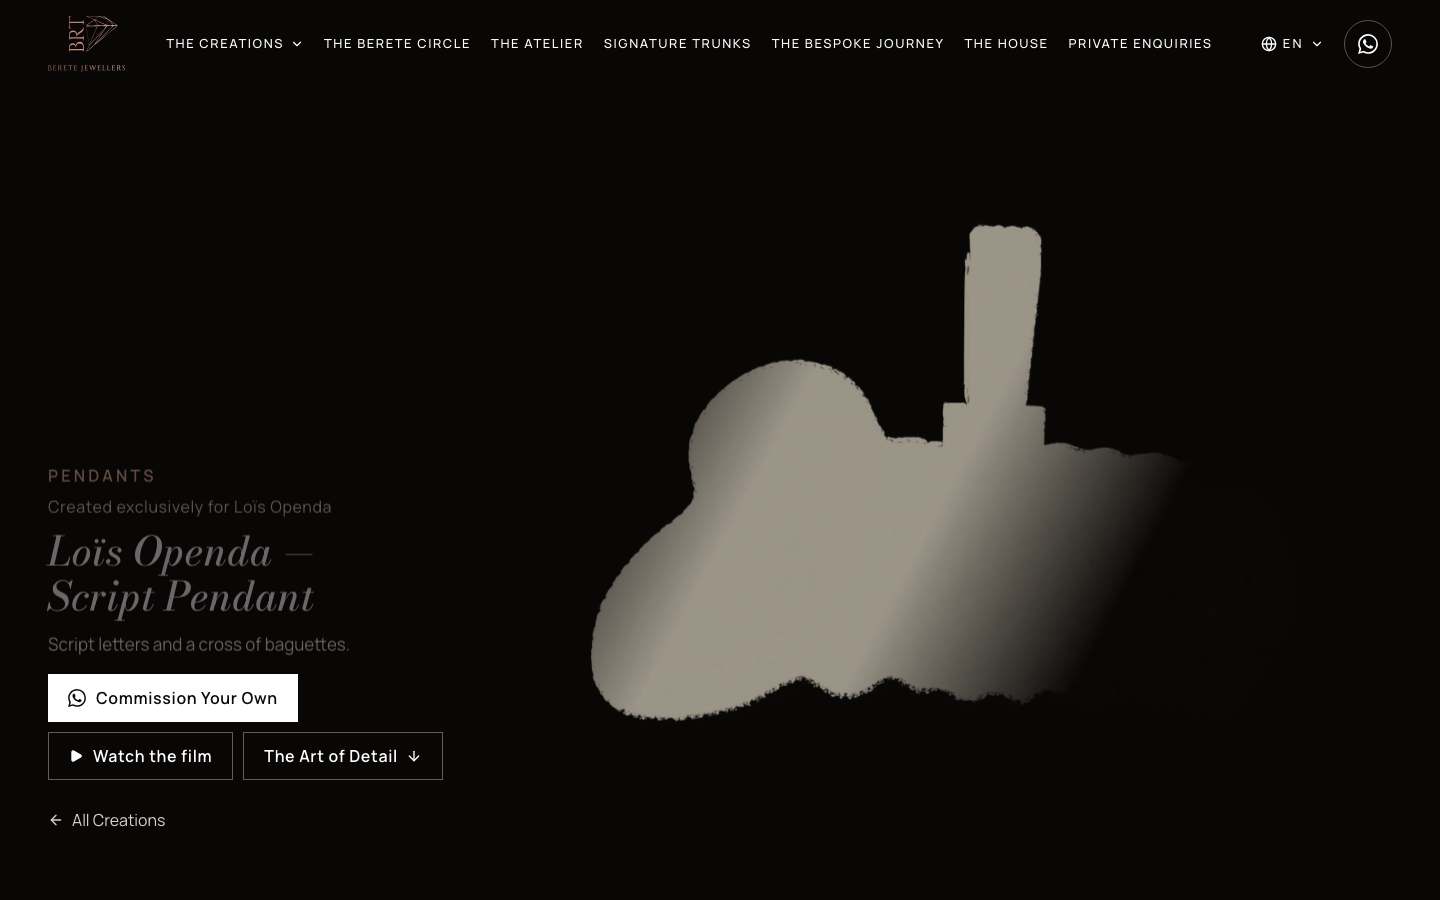 BRT
BERETE JEWELLERS
THE CREATIONS
THE BERETE CIRCLE
THE ATELIER
SIGNATURE TRUNKS
THE BESPOKE JOURNEY
THE HOUSE
PRIVATE ENQUIRIES
EN
PENDANTS
Created exclusively for Loïs Openda
Loïs Openda —
Script Pendant
Script letters and a cross of baguettes.
Commission Your Own
Watch the film
The Art of Detail
All Creations